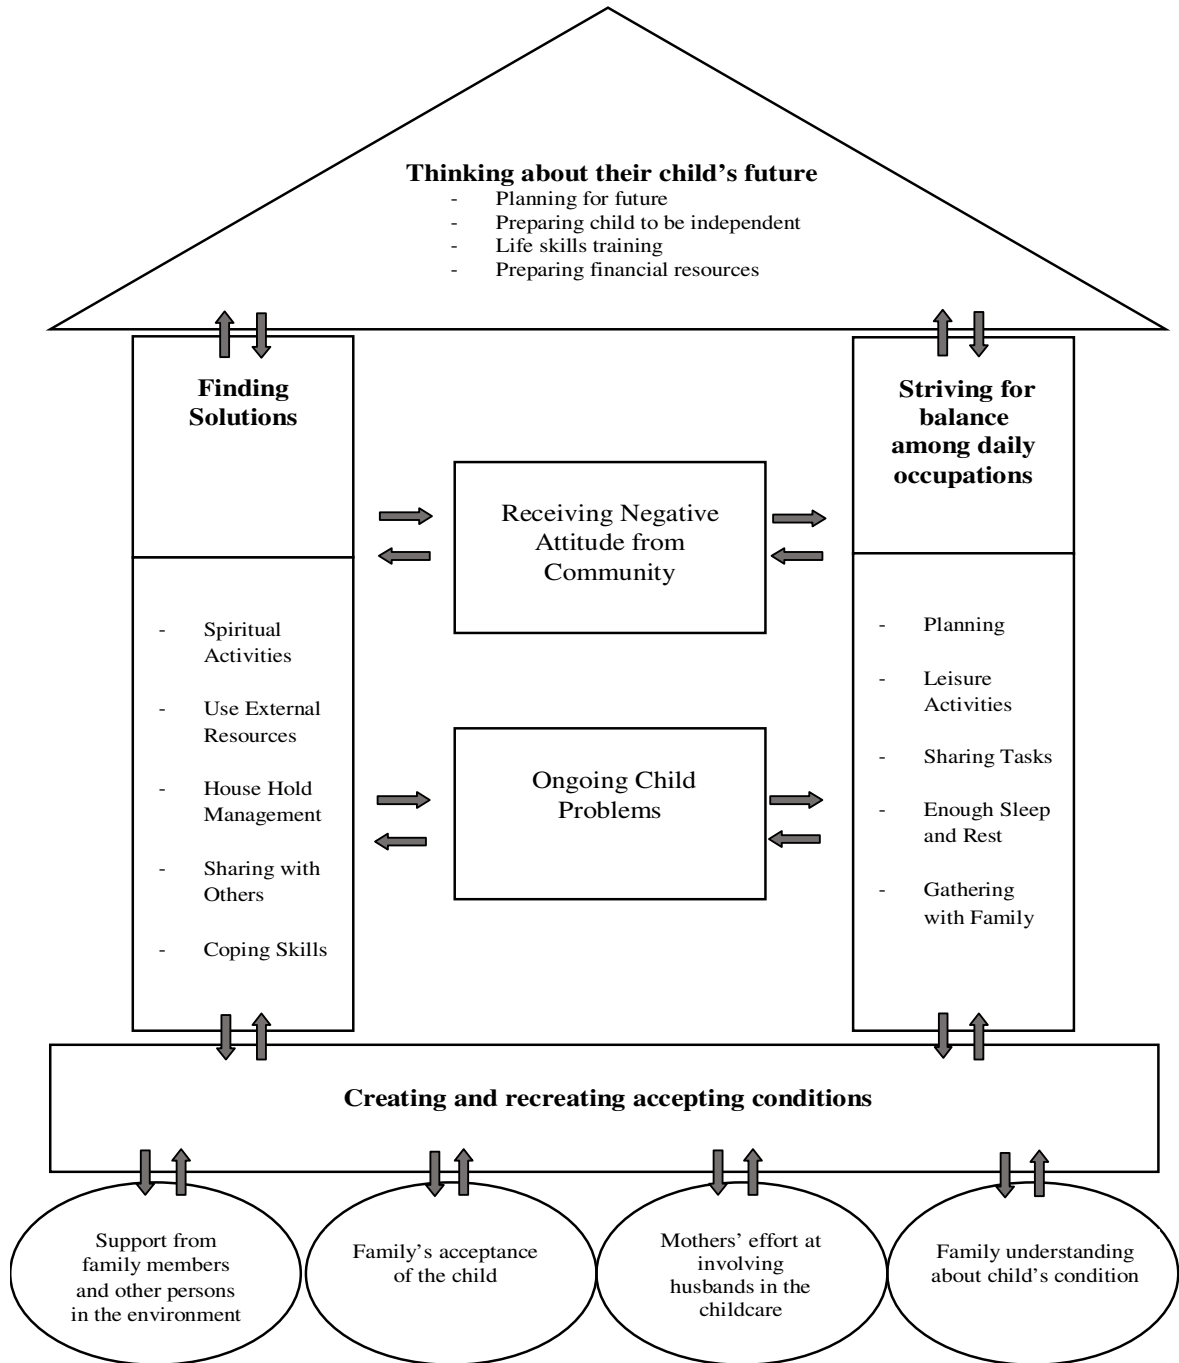 Thinking about their child's future
- Planning for future
- Preparing child to be independent
- Life skills training
- Preparing financial resources
Finding
Solutions
- Spiritual
Activities
- Use External
Resources
- House Hold
Management
- Sharing with
Others
- Coping Skills
Receiving Negative
Attitude from
Community
Ongoing Child
Problems
Striving for
balance
among daily
occupations
- Planning
- Leisure
Activities
- Sharing Tasks
- Enough Sleep
and Rest
- Gathering
with Family
Creating and recreating accepting conditions
Support from
family members
and other persons
in the environment
Family's acceptance
of the child
Mothers' effort at
involving
husbands in the
childcare
Family understanding
about child's condition